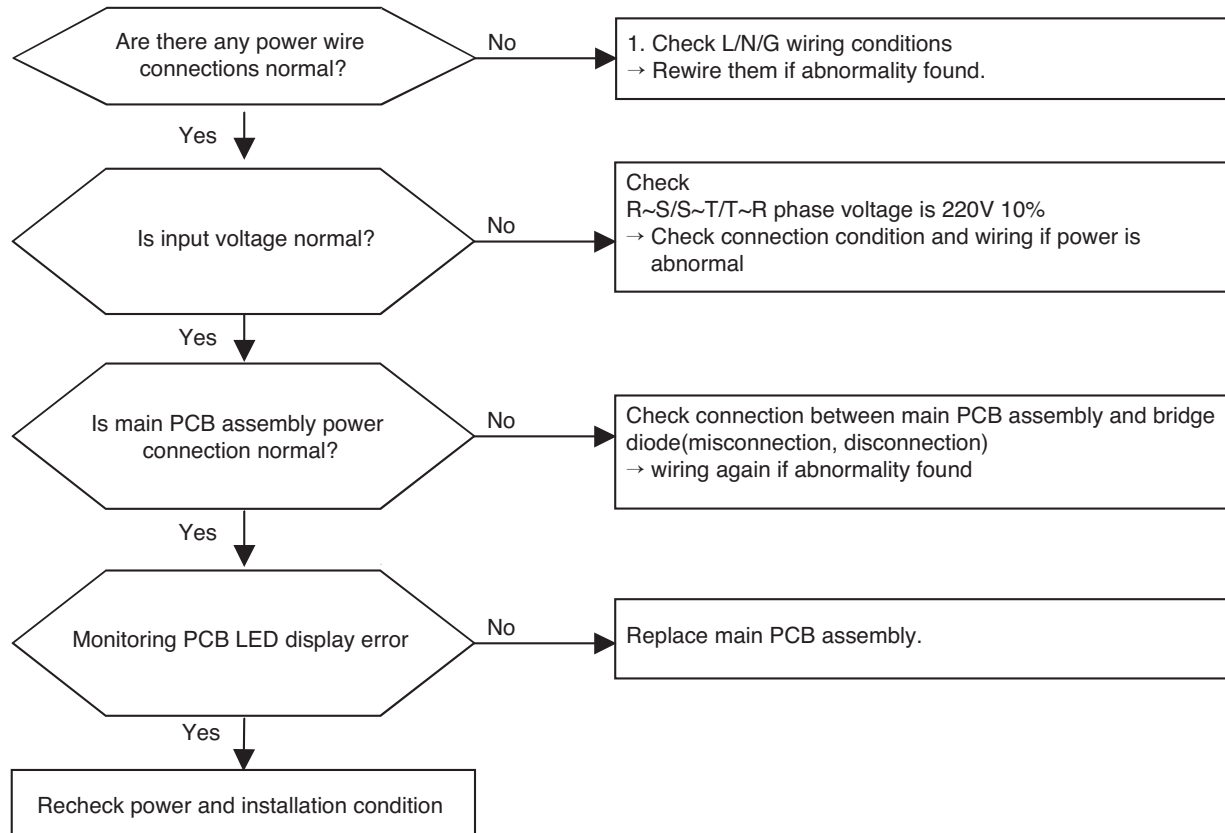 Are there any power wire
connections normal?
No
1. Check L/N/G wiring conditions
→ Rewire them if abnormality found.
Yes
Is input voltage normal?
No
Check
R~S/S~T/T~R phase voltage is 220V 10%
→ Check connection condition and wiring if power is
abnormal
Yes
Is main PCB assembly power
connection normal?
No
Check connection between main PCB assembly and bridge
diode(misconnection, disconnection)
→ wiring again if abnormality found
Yes
Monitoring PCB LED display error
No
Replace main PCB assembly.
Yes
Recheck power and installation condition